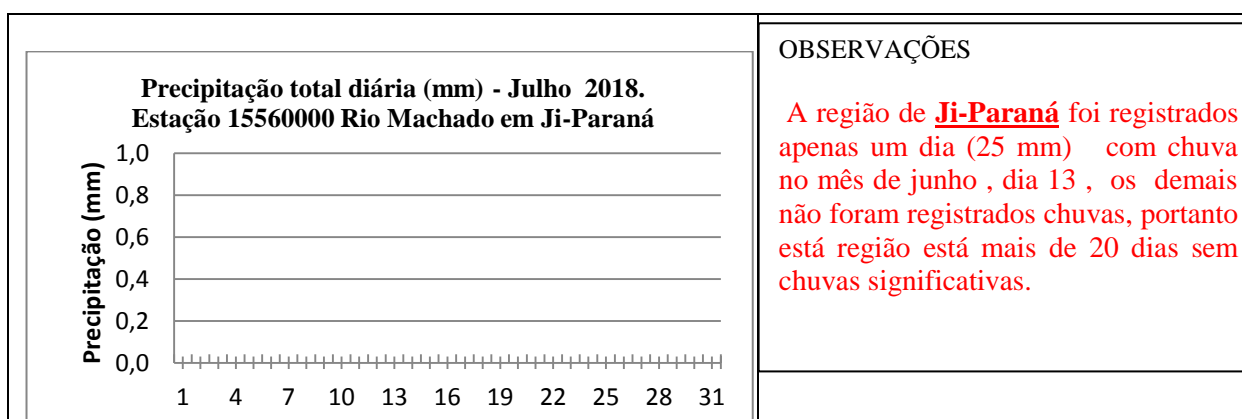 Precipitação total diária (mm) - Julho 2018.
Estação 15560000 Rio Machado em Ji-Paraná
Precipitação (mm)
1,0
0,8
0,6
0,4
0,2
0,0
1 4 7 10 13 16 19 22 25 28 31
OBSERVAÇÕES
A região de Ji-Paraná foi registrados
apenas um dia (25 mm) com chuva
no mês de junho , dia 13 , os demais
não foram registrados chuvas, portanto
está região está mais de 20 dias sem
chuvas significativas.